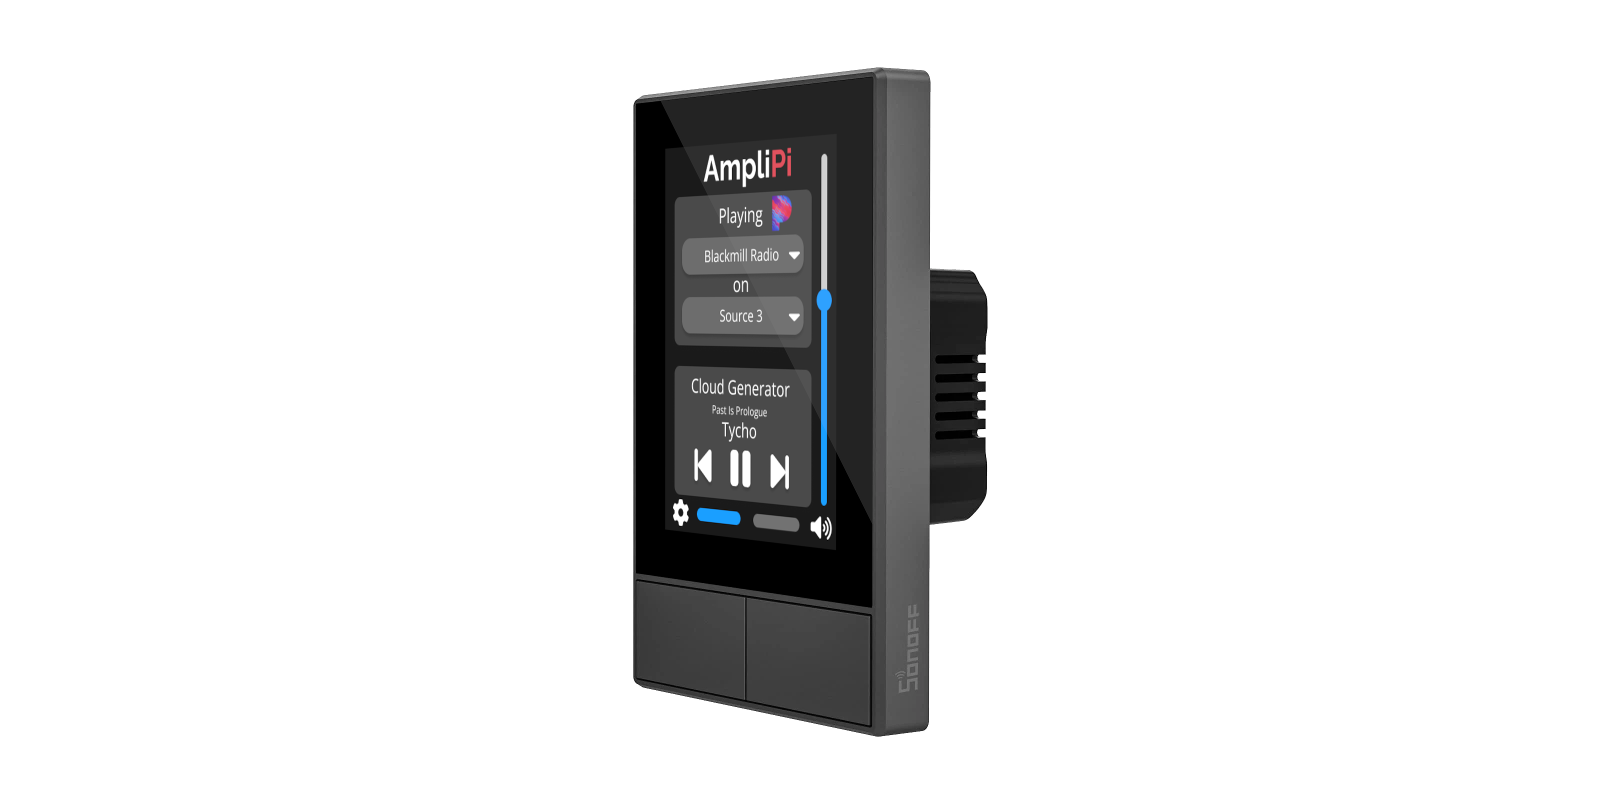 AmpliPi
Playing
Blackmill Radio
on
Source 3
Cloud Generator
Past Is Prologue
Tycho
SONOFF